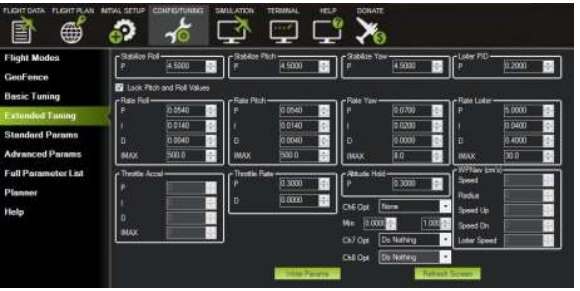 FLIGHT DATA FLIGHT PLAN INITIAL SETUP CONFIG/TUNING SIMULATION TERMINAL HELP DONATE
Flight Modes
GeoFence
Basic Tuning
Extended Tuning
Standard Params
Advanced Params
Full Parameter List
Planner
Help
Stabilize Roll Stabilize Pitch Stabilize Yaw Loiter PID
P 4.5000 P 4.5000 P 4.5000 P 0.2000
Lock Pitch and Roll Values
Rate Roll Rate Pitch Rate Yaw Rate Loiter
P 0.0540 P 0.0540 P 0.0700 P 5.0000
I 0.0140 I 0.0140 I 0.0200 I 0.0400
D 0.0040 D 0.0040 D 0.0000 D 0.4000
IMAX 500.0 IMAX 500.0 IMAX 8.0 IMAX 30.0
Throttle Accel Throttle Rate Altitude Hold WPNav (cm's)
P P 0.3000 P 0.3000 Speed
I D 0.0000 Radius
D Ch6 Opt None Speed Up
IMAX Min 0.0000 1.000 Speed Dn
Ch7 Opt Do Nothing Loiter Speed
Ch8 Opt Do Nothing
Write Params Refresh Screen